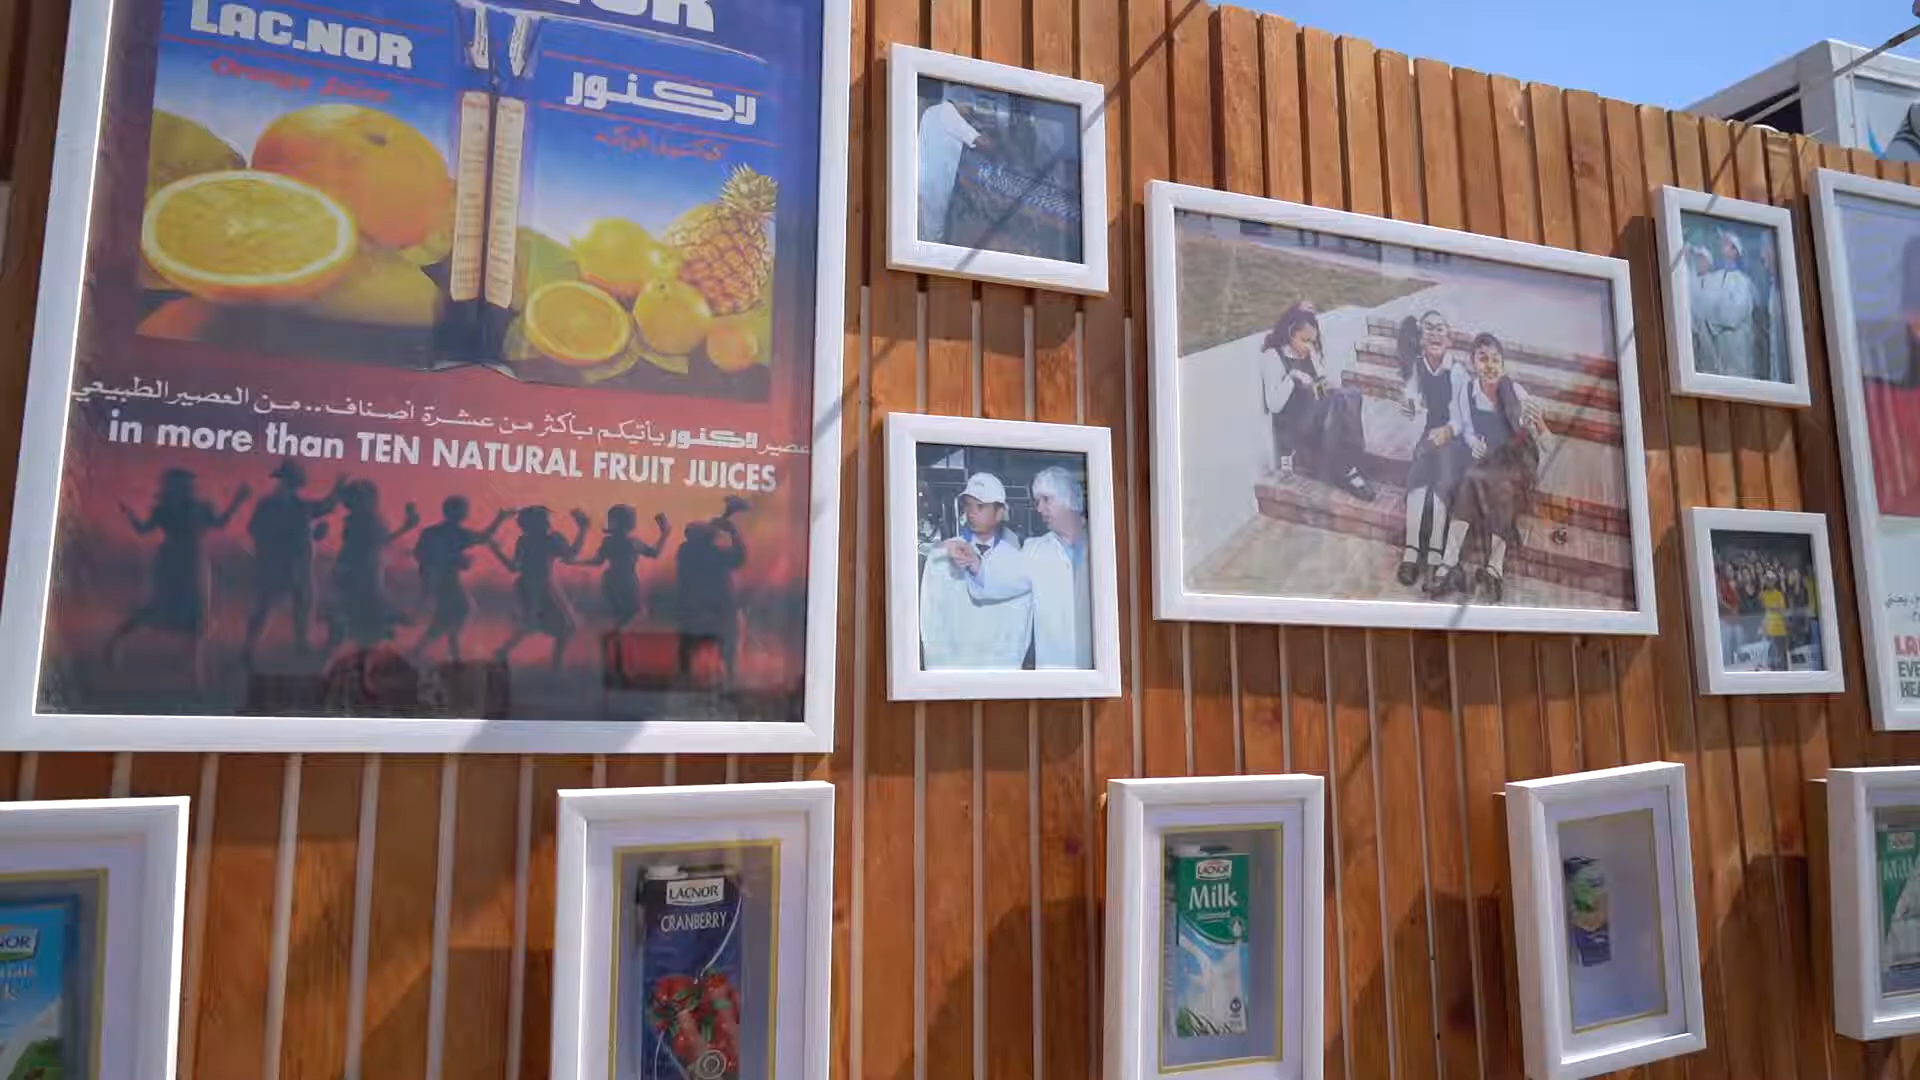 LAC.NOR
Orange Juice
لاكنور
عصير لاكنور يأتيكم بأكثر من عشرة أصناف.. من العصير الطبيعي
in more than TEN NATURAL FRUIT JUICES
LACNOR
CRANBERRY
LACNOR
Milk